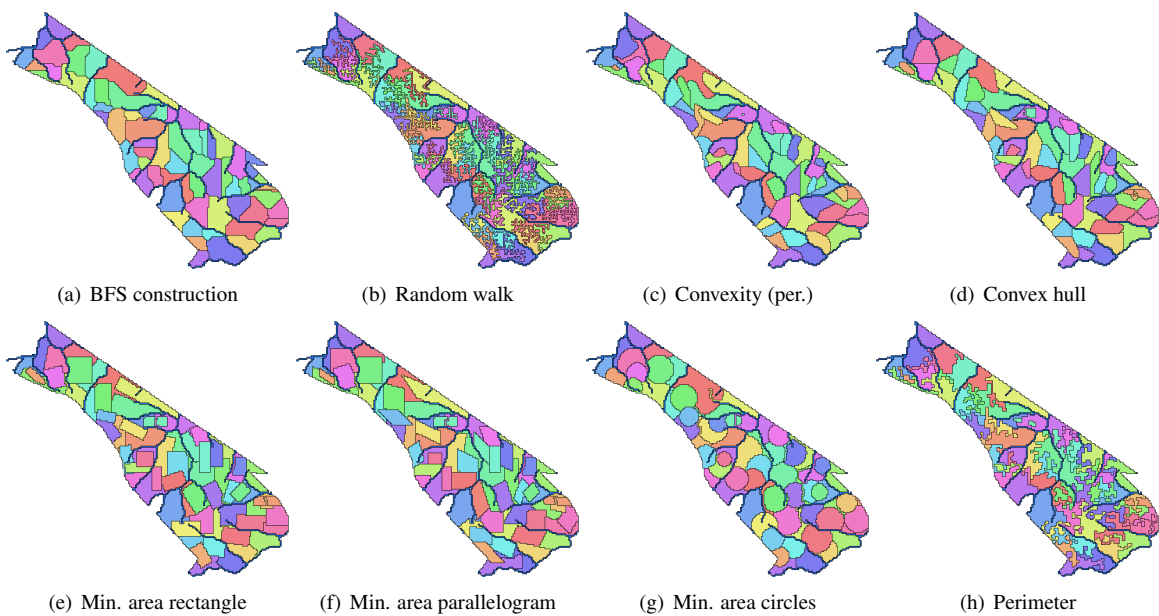 (a) BFS construction
(b) Random walk
(c) Convexity (per.)
(d) Convex hull
(e) Min. area rectangle
(f) Min. area parallelogram
(g) Min. area circles
(h) Perimeter